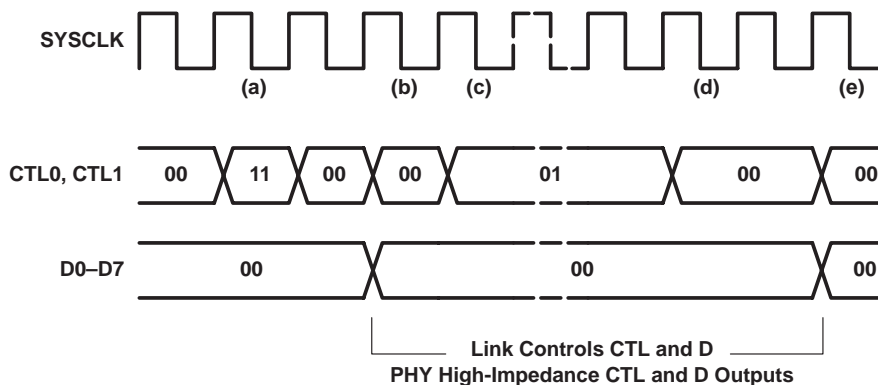 SYSCLK
(a) (b) (c) (d) (e)
CTL0, CTL1 00 11 00 00 01 00 00
D0–D7 00 00 00
Link Controls CTL and D
PHY High-Impedance CTL and D Outputs